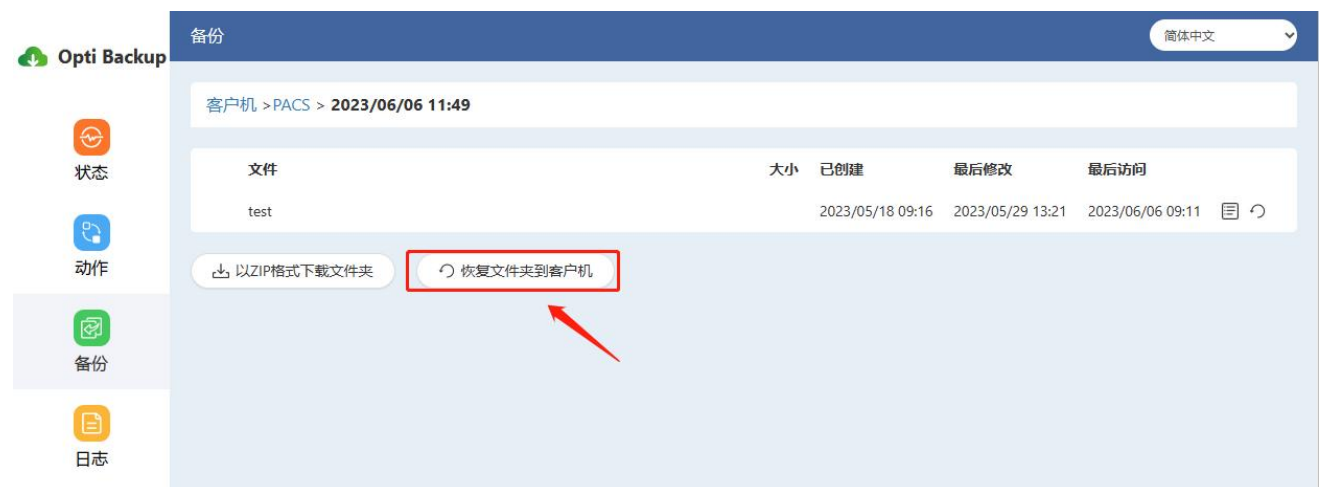 Opti Backup
备份
简体中文
客户机 >PACS > 2023/06/06 11:49
状态
文件 大小 已创建 最后修改 最后访问
test 2023/05/18 09:16 2023/05/29 13:21 2023/06/06 09:11
动作
以ZIP格式下载文件夹 恢复文件夹到客户机
备份
日志